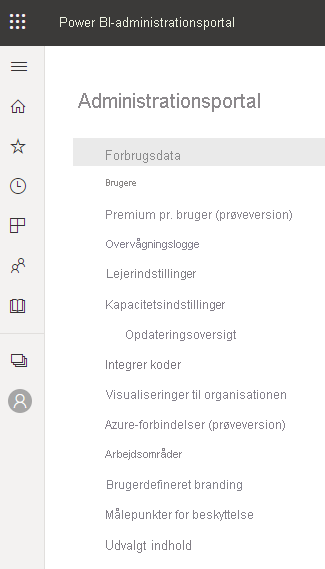 Power BI-administrationsportal
Administrationsportal
Forbrugsdata
Brugere
Premium pr. bruger (prøveversion)
Overvågningslogge
Lejerindstillinger
Kapacitetsindstillinger
Opdateringsoversigt
Integrer koder
Visualiseringer til organisationen
Azure-forbindelser (prøveversion)
Arbejdsområder
Brugerdefineret branding
Målepunkter for beskyttelse
Udvalgt indhold